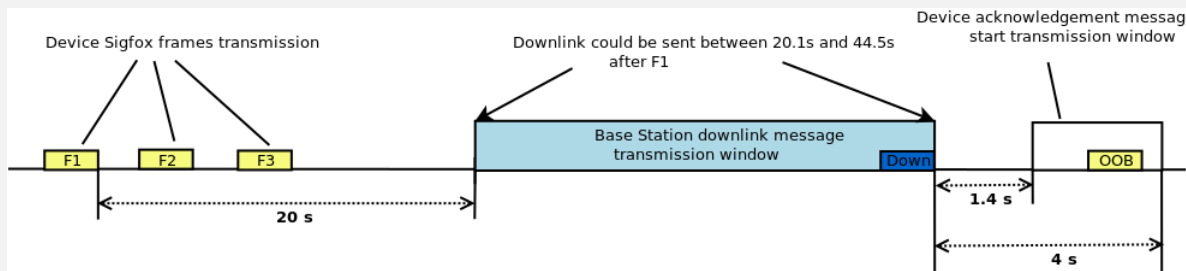 Device acknowledgement messag
start transmission window
Device Sigfox frames transmission
Downlink could be sent between 20.1s and 44.5s
after F1
Base Station downlink message
transmission window
F1
F2
F3
Down
OOB
1.4 s
20 s
4 s